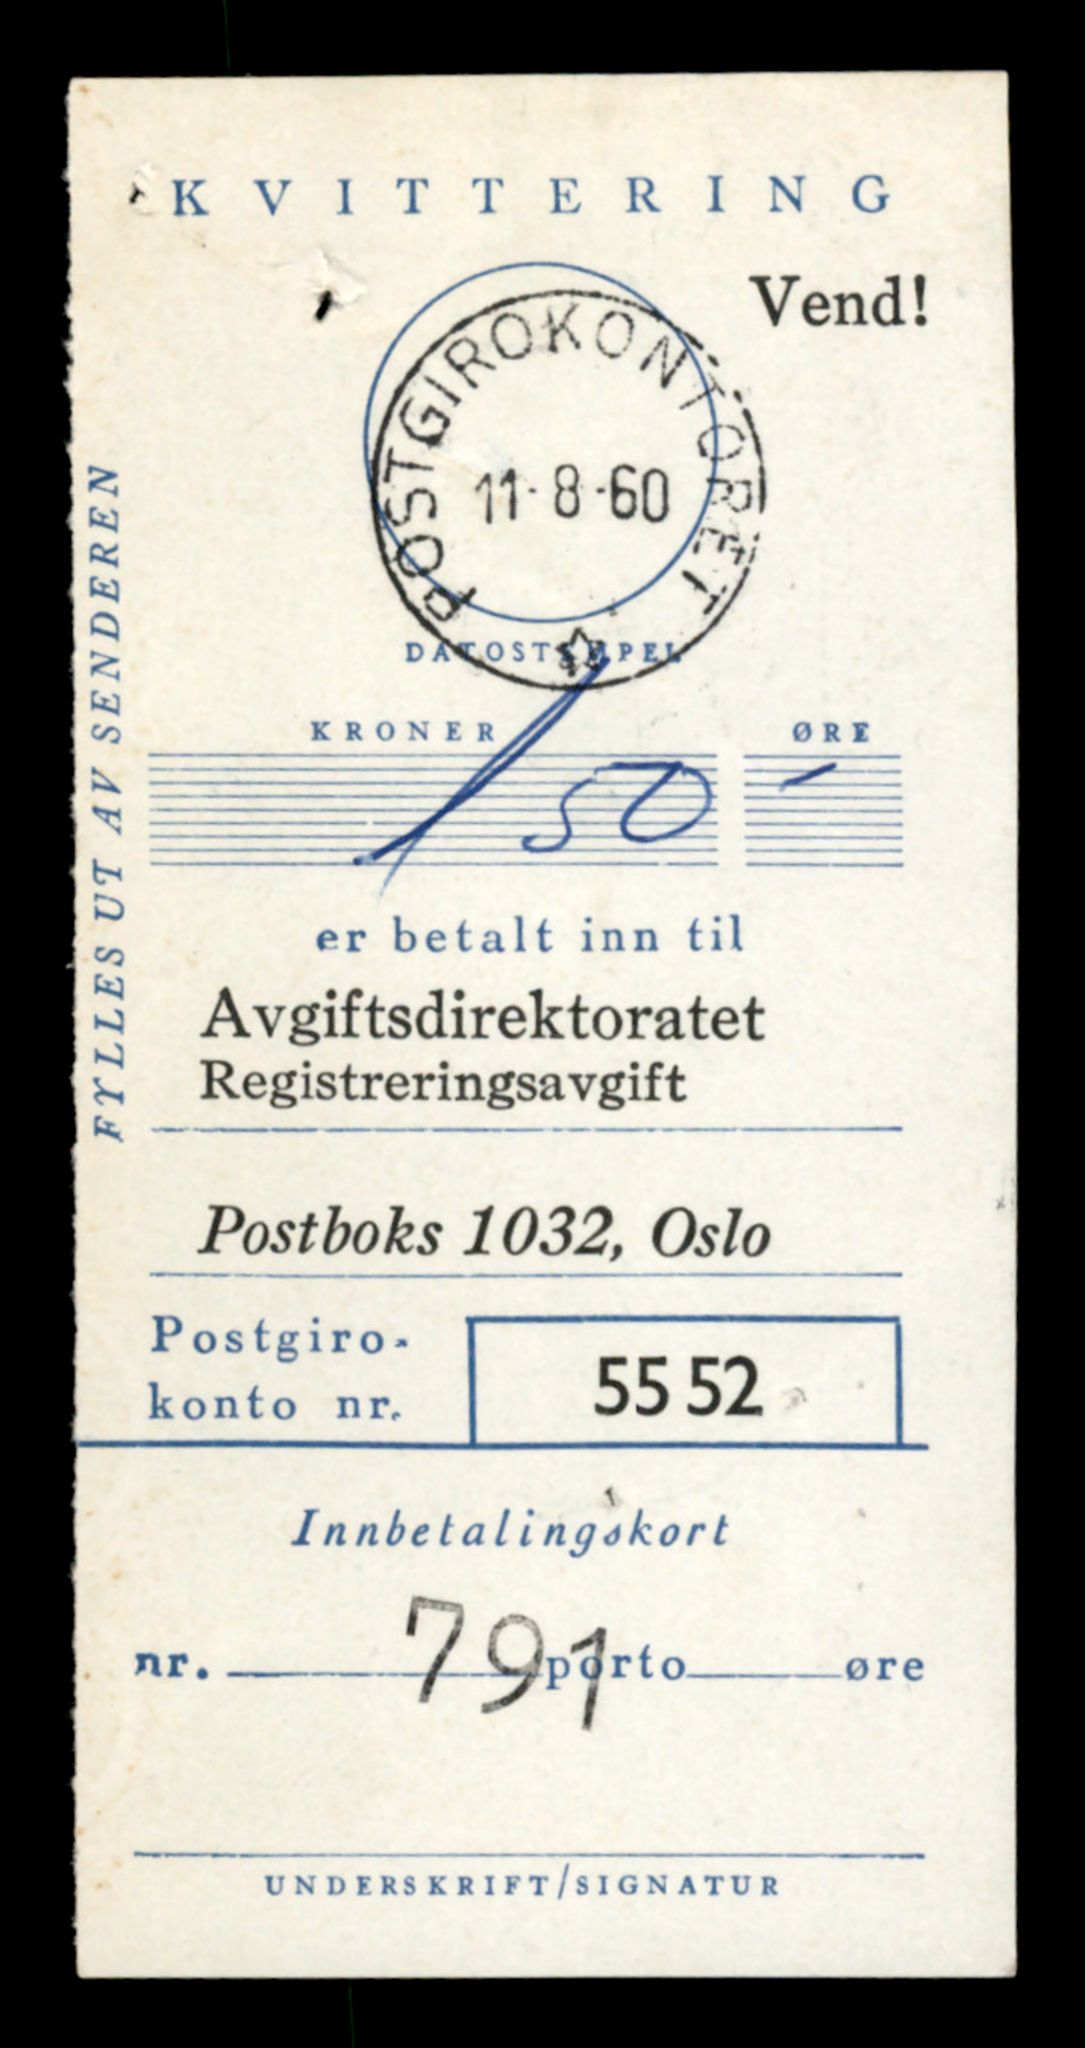 KVITTERING
Vend!
POSTGIROKONTORET
11-8-60
DATOSTEMPEL
KRONER ØRE
50 -
er betalt inn til
Avgiftsdirektoratet
Registreringsavgift
Postboks 1032, Oslo
Postgiro-
konto nr.
55 52
Innbetalingskort
nr. 791 porto øre
UNDERSKRIFT/SIGNATUR
FYLLES UT AV SENDEREN